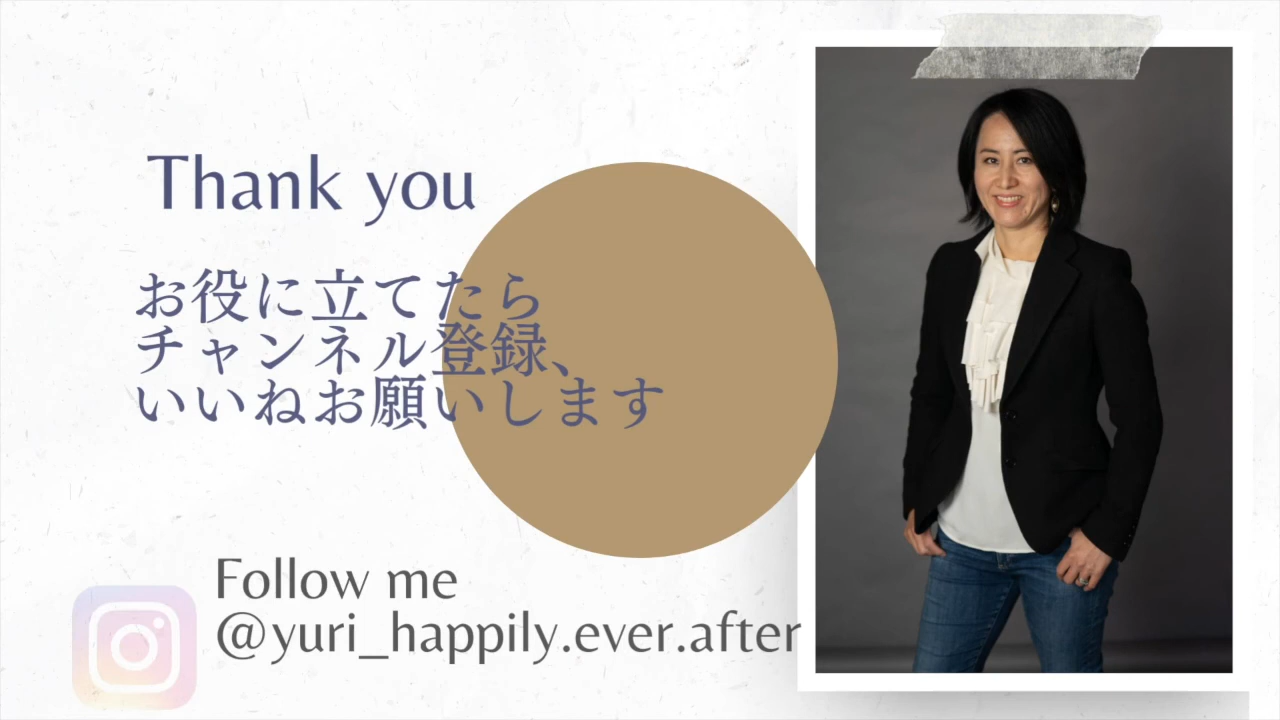 Thank you
お役に立てたら
チャンネル登録、
いいねお願いします
Follow me
@yuri_happily.ever.after